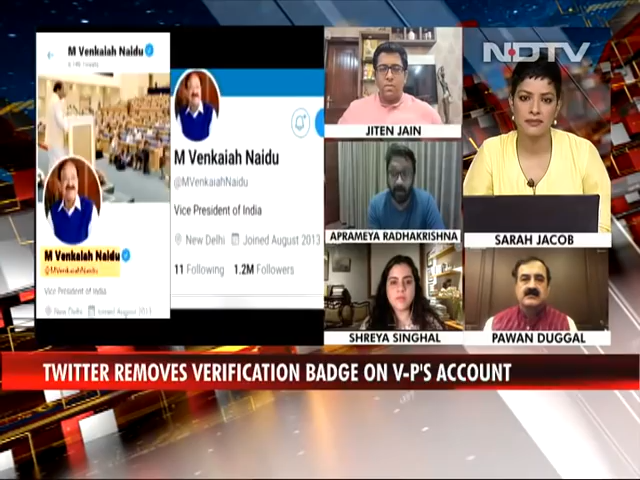 M Venkaiah Naidu
M Venkaiah Naidu
@MVenkaiahNaidu
Vice President of India
New Delhi Joined August 2013
M Venkaiah Naidu
@MVenkaiahNaidu
Vice President of India
New Delhi Joined August 2013
11 Following 1.2M Followers
JITEN JAIN
APRAMEYA RADHAKRISHNA
SHREYA SINGHAL
NDTV
SARAH JACOB
PAWAN DUGGAL
TWITTER REMOVES VERIFICATION BADGE ON V-P'S ACCOUNT